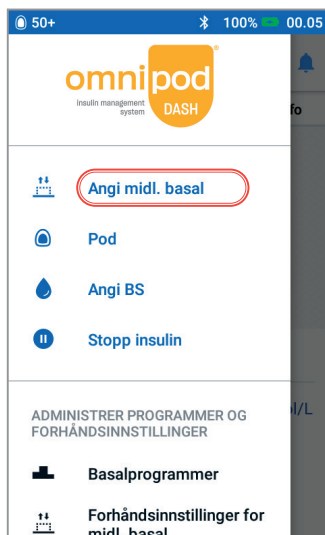 50+ 100% 00.05
omnipod
insulin management
system
DASH
fo
Angi midl. basal
Pod
Angi BS
Stopp insulin
ol/L
ADMINISTRER PROGRAMMER OG
FORHÅNDSINNSTILLINGER
Basalprogrammer
Forhåndsinnstillinger for
midl. basal